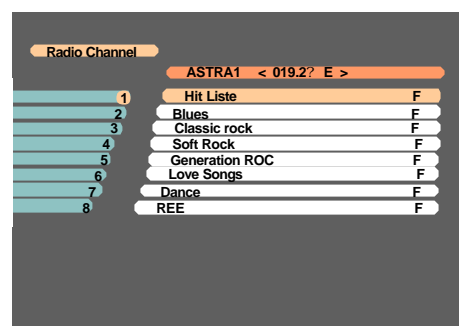 Radio Channel
ASTRA1 < 019.2? E >
1 Hit Liste F
2 Blues F
3 Classic rock F
4 Soft Rock F
5 Generation ROC F
6 Love Songs F
7 Dance F
8 REE F